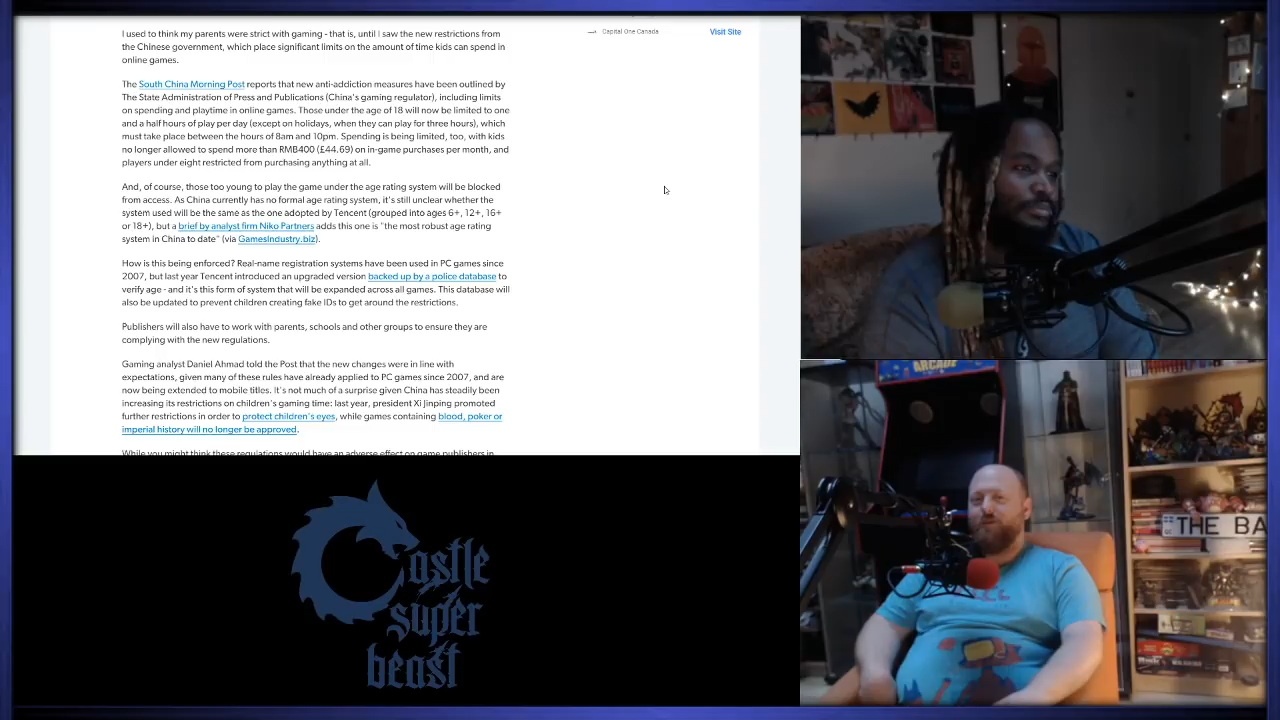 I used to think my parents were strict with gaming - that is, until I saw the new restrictions from
the Chinese government, which place significant limits on the amount of time kids can spend in
online games.
The South China Morning Post reports that new anti-addiction measures have been outlined by
The State Administration of Press and Publications (China's gaming regulator), including limits
on spending and playtime in online games. Those under the age of 18 will now be limited to one
and a half hours of play per day (except on holidays, when they can play for three hours), which
must take place between the hours of 8am and 10pm. Spending is being limited, too, with kids
no longer allowed to spend more than RMB400 (£44.69) on in-game purchases per month, and
players under eight restricted from purchasing anything at all.
And, of course, those too young to play the game under the age rating system will be blocked
from access. As China currently has no formal age rating system, it's still unclear whether the
system used will be the same as the one adopted by Tencent (grouped into ages 6+, 12+, 16+
or 18+), but a brief by analyst firm Niko Partners adds this one is "the most robust age rating
system in China to date" (via GamesIndustry.biz).
How is this being enforced? Real-name registration systems have been used in PC games since
2007, but last year Tencent introduced an upgraded version backed up by a police database to
verify age - and it's this form of system that will be expanded across all games. This database will
also be updated to prevent children creating fake IDs to get around the restrictions.
Publishers will also have to work with parents, schools and other groups to ensure they are
complying with the new regulations.
Gaming analyst Daniel Ahmad told the Post that the new changes were in line with
expectations, given many of these rules have already applied to PC games since 2007, and are
now being extended to mobile titles. It's not much of a surprise given China has steadily been
increasing its restrictions on children's gaming time: last year, president Xi Jinping promoted
further restrictions in order to protect children's eyes, while games containing blood, poker or
imperial history will no longer be approved.
While you might think these regulations would have an adverse effect on game publishers in
Capital One Canada
Visit Site
Castle
super
beast
ARCADE
THE BA